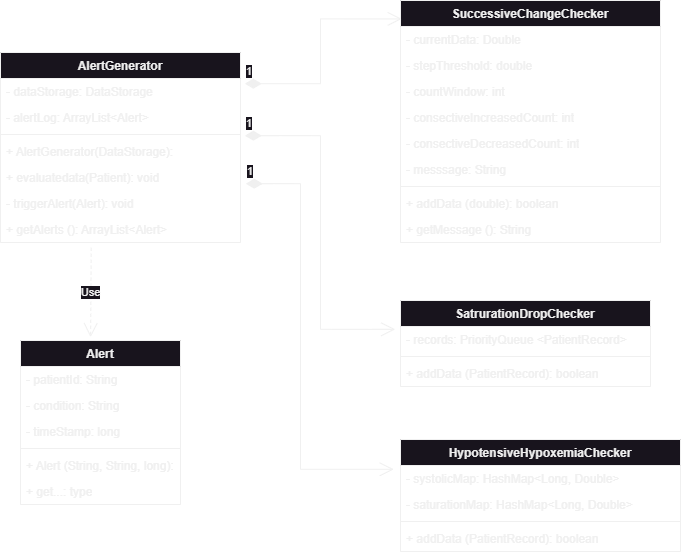 SuccessiveChangeChecker
- currentData: Double
- stepThreshold: double
- countWindow: int
- consectiveIncreasedCount: int
- consectiveDecreasedCount: int
- messsage: String
+ addData (double): boolean
+ getMessage (): String
AlertGenerator
- dataStorage: DataStorage
- alertLog: ArrayList<Alert>
+ AlertGenerator(DataStorage):
+ evaluatedata(Patient): void
- triggerAlert(Alert): void
+ getAlerts (): ArrayList<Alert>
1
1
1
Use
SatrurationDropChecker
- records: PriorityQueue <PatientRecord>
+ addData (PatientRecord): boolean
Alert
- patientId: String
- condition: String
- timeStamp: long
+ Alert (String, String, long):
+ get...: type
HypotensiveHypoxemiaChecker
- systolicMap: HashMap<Long, Double>
- saturationMap: HashMap<Long, Double>
+ addData (PatientRecord): boolean